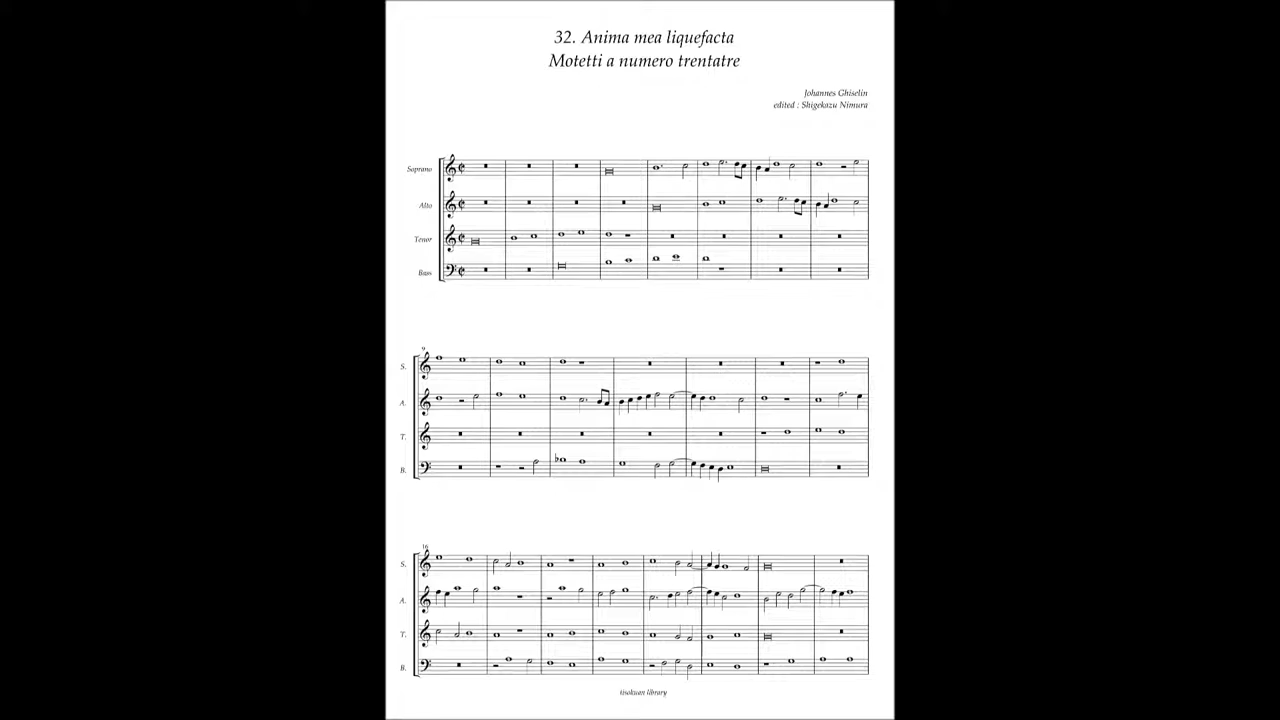 32. Anima mea liquefacta
Motetti a numero trentatre
Johannes Ghiselin
edited : Shigekazu Nimura
Soprano
Alto
Tenor
Bass
9
S.
A.
T.
B.
16
S.
A.
T.
B.
tisokuan library